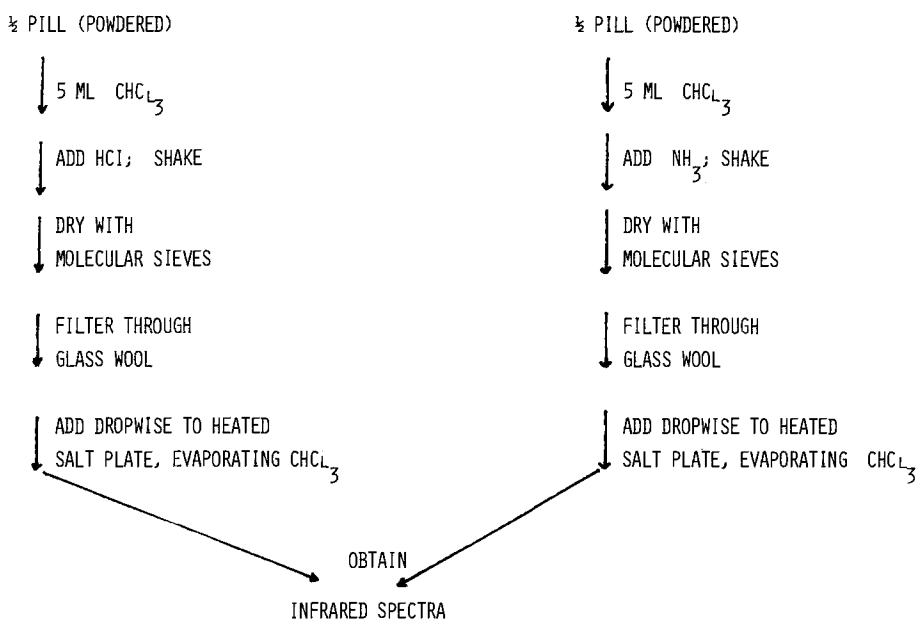 ½ PILL (POWDERED)
5 ML CHCL3
ADD HCI; SHAKE
DRY WITH
MOLECULAR SIEVES
FILTER THROUGH
GLASS WOOL
ADD DROPWISE TO HEATED
SALT PLATE, EVAPORATING CHCL3
½ PILL (POWDERED)
5 ML CHCL3
ADD NH3; SHAKE
DRY WITH
MOLECULAR SIEVES
FILTER THROUGH
GLASS WOOL
ADD DROPWISE TO HEATED
SALT PLATE, EVAPORATING CHCL3
OBTAIN
INFRARED SPECTRA